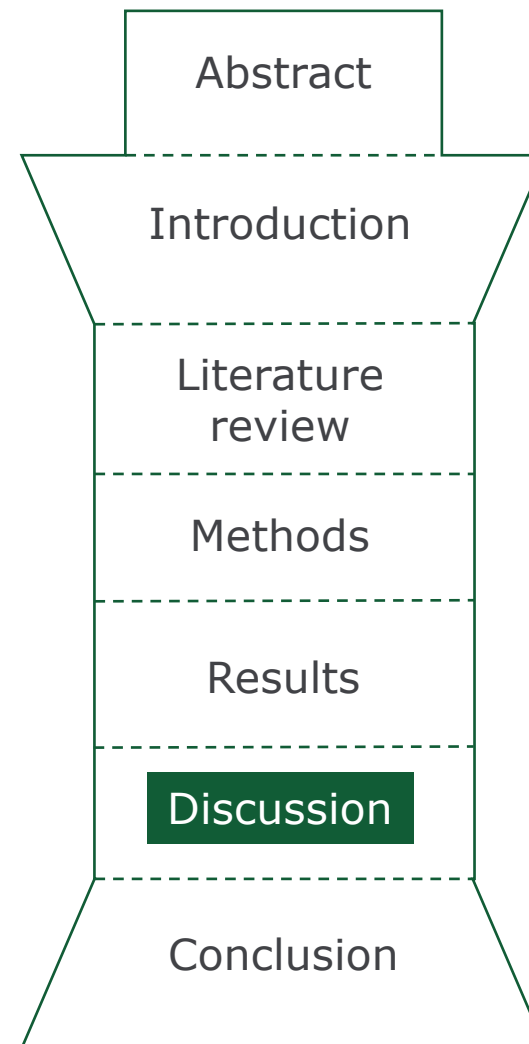 Abstract
Introduction
Literature
review
Methods
Results
Discussion
Conclusion